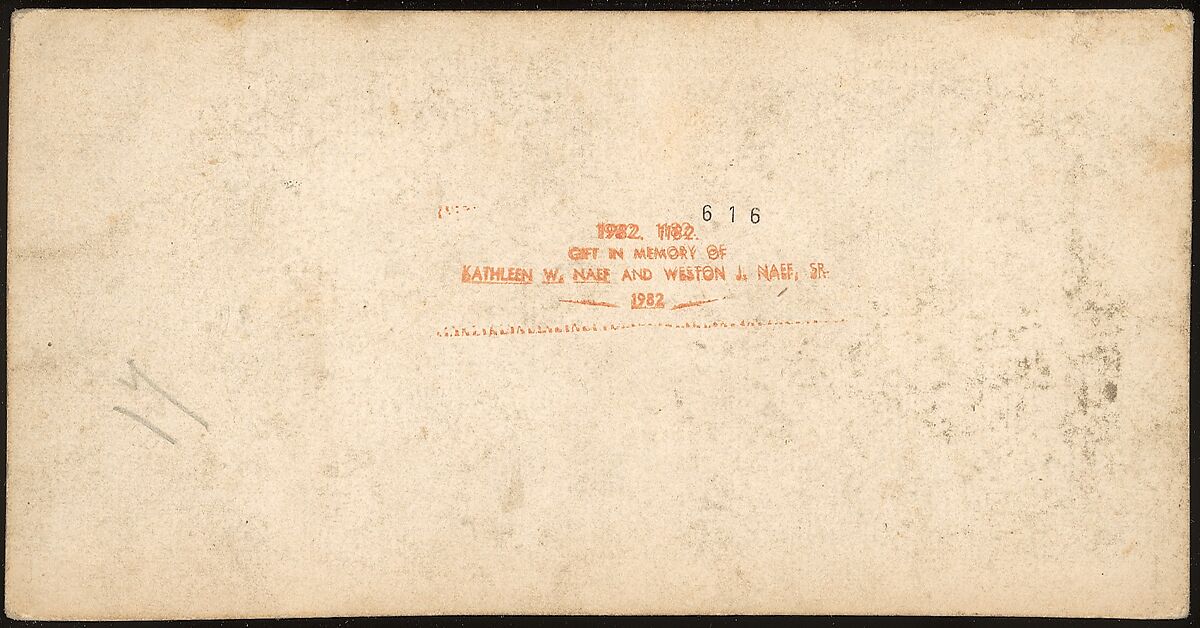 616
1982. 1182.
GIFT IN MEMORY OF
KATHLEEN W. NAEF AND WESTON J. NAEF, SR.
1982